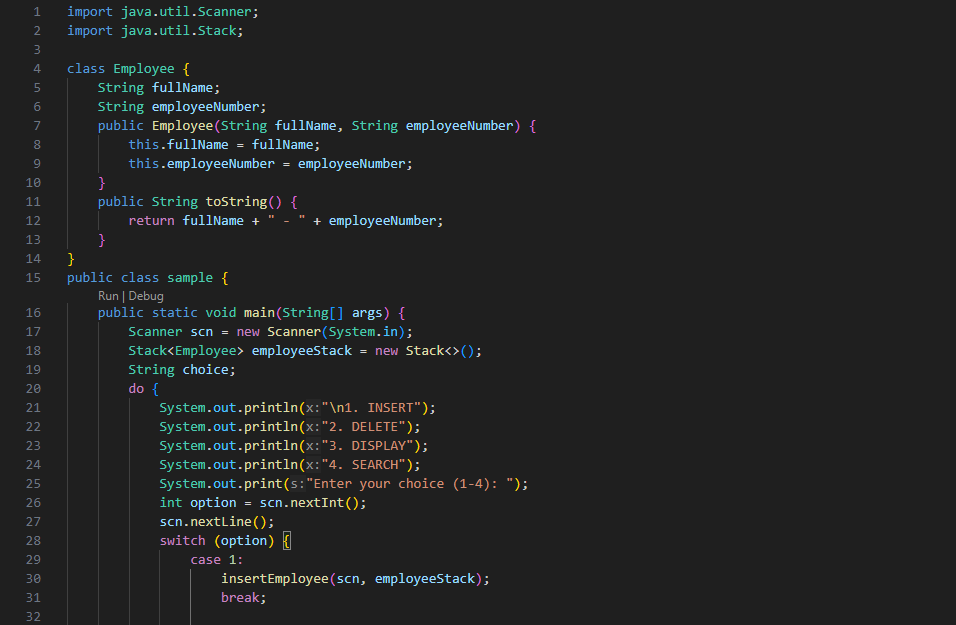 1 import java.util.Scanner;
2 import java.util.Stack;
3
4 class Employee {
5 String fullName;
6 String employeeNumber;
7 public Employee(String fullName, String employeeNumber) {
8 this.fullName = fullName;
9 this.employeeNumber = employeeNumber;
10 }
11 public String toString() {
12 return fullName + " - " + employeeNumber;
13 }
14 }
15 public class sample {
Run | Debug
16 public static void main(String[] args) {
17 Scanner scn = new Scanner(System.in);
18 Stack<Employee> employeeStack = new Stack<>();
19 String choice;
20 do {
21 System.out.println(x:"\n1. INSERT");
22 System.out.println(x:"2. DELETE");
23 System.out.println(x:"3. DISPLAY");
24 System.out.println(x:"4. SEARCH");
25 System.out.print(s:"Enter your choice (1-4): ");
26 int option = scn.nextInt();
27 scn.nextLine();
28 switch (option) {
29 case 1:
30 insertEmployee(scn, employeeStack);
31 break;
32